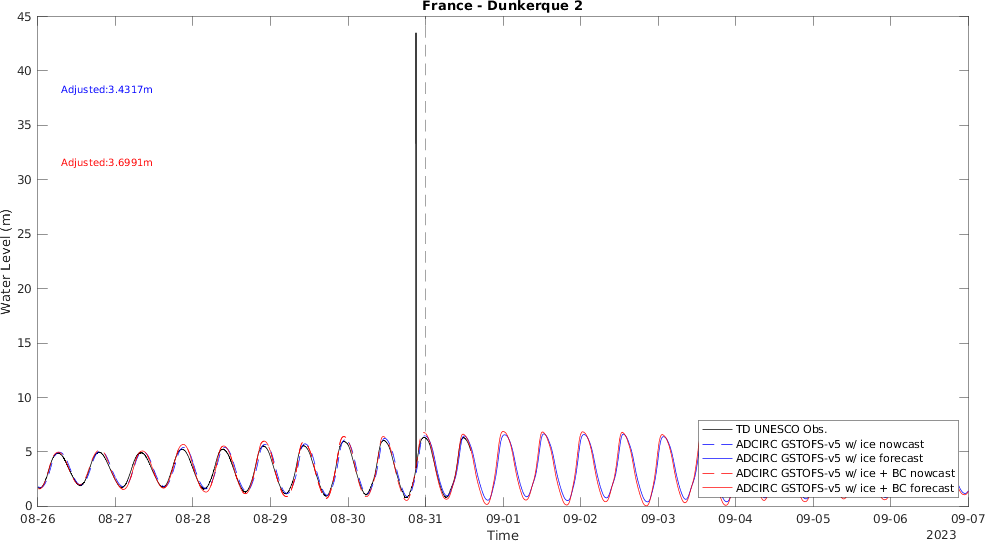 France - Dunkerque 2
45
40
35
30
25
20
15
10
5
0
Water Level (m)
Adjusted:3.4317m
Adjusted:3.6991m
TD UNESCO Obs.
ADCIRC GSTOFS-v5 w/ ice nowcast
ADCIRC GSTOFS-v5 w/ ice forecast
ADCIRC GSTOFS-v5 w/ ice + BC nowcast
ADCIRC GSTOFS-v5 w/ ice + BC forecast
08-26 08-27 08-28 08-29 08-30 08-31 09-01 09-02 09-03 09-04 09-05 09-06 09-07
Time
2023